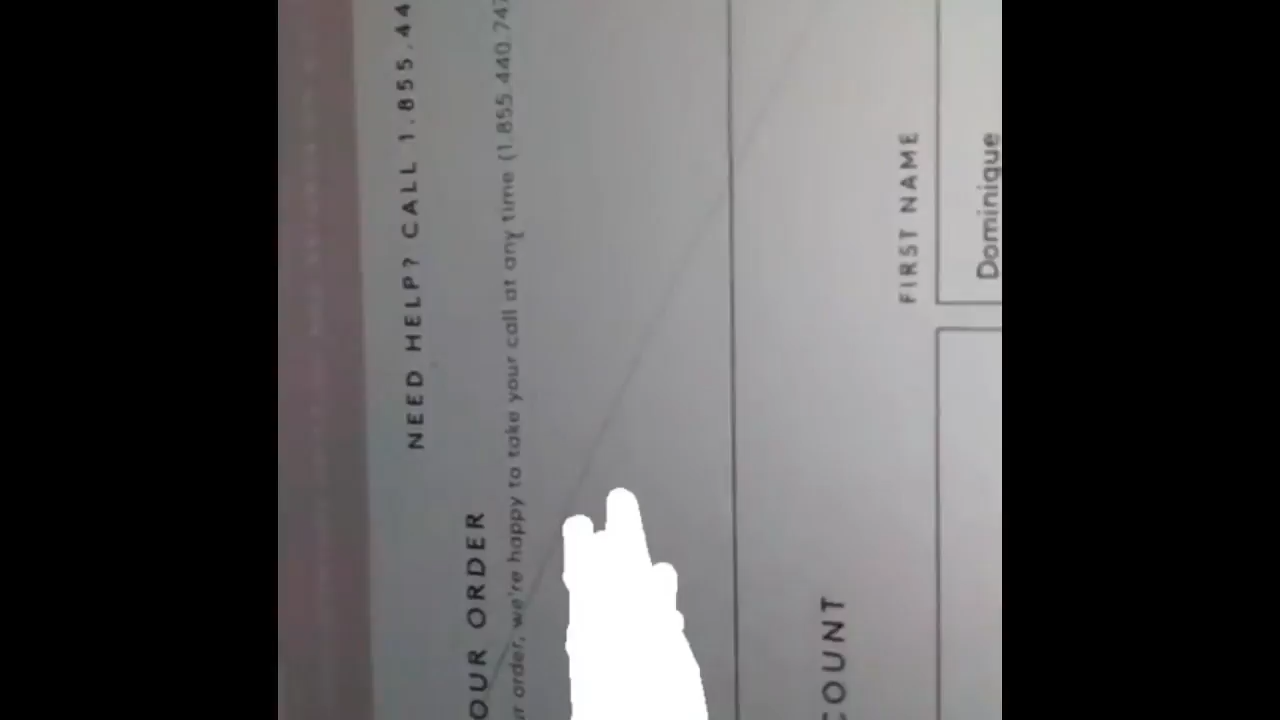 NEED HELP? CALL 1.855.44
OUR ORDER
order, we're happy to take your call at any time (1.855.440.747
COUNT
FIRST NAME
Dominique